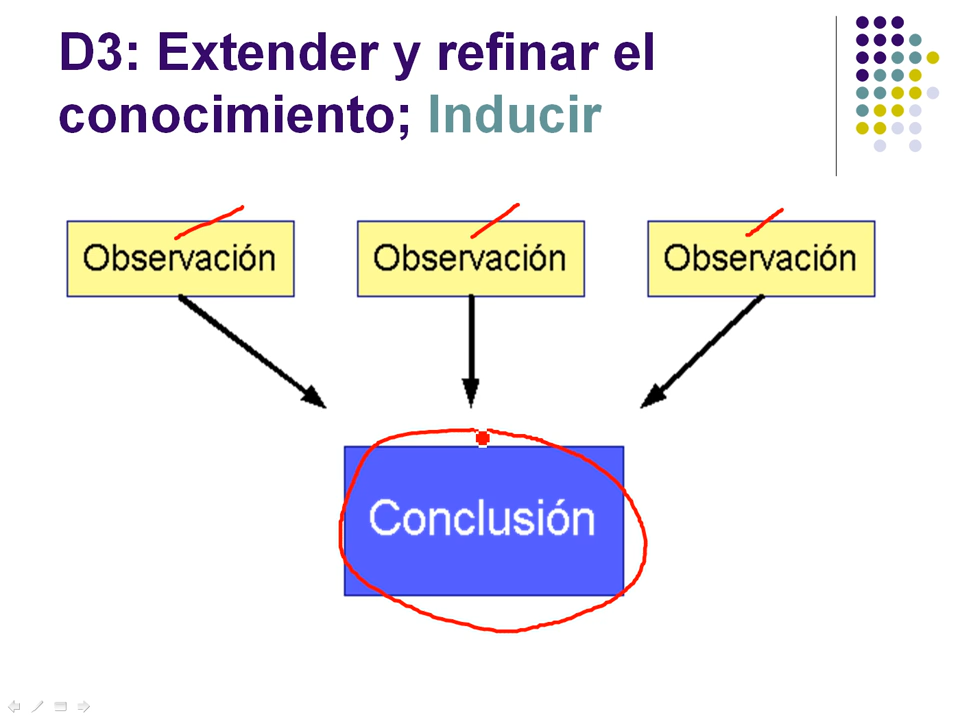 D3: Extender y refinar el
conocimiento; Inducir
Observación
Observación
Observación
Conclusión